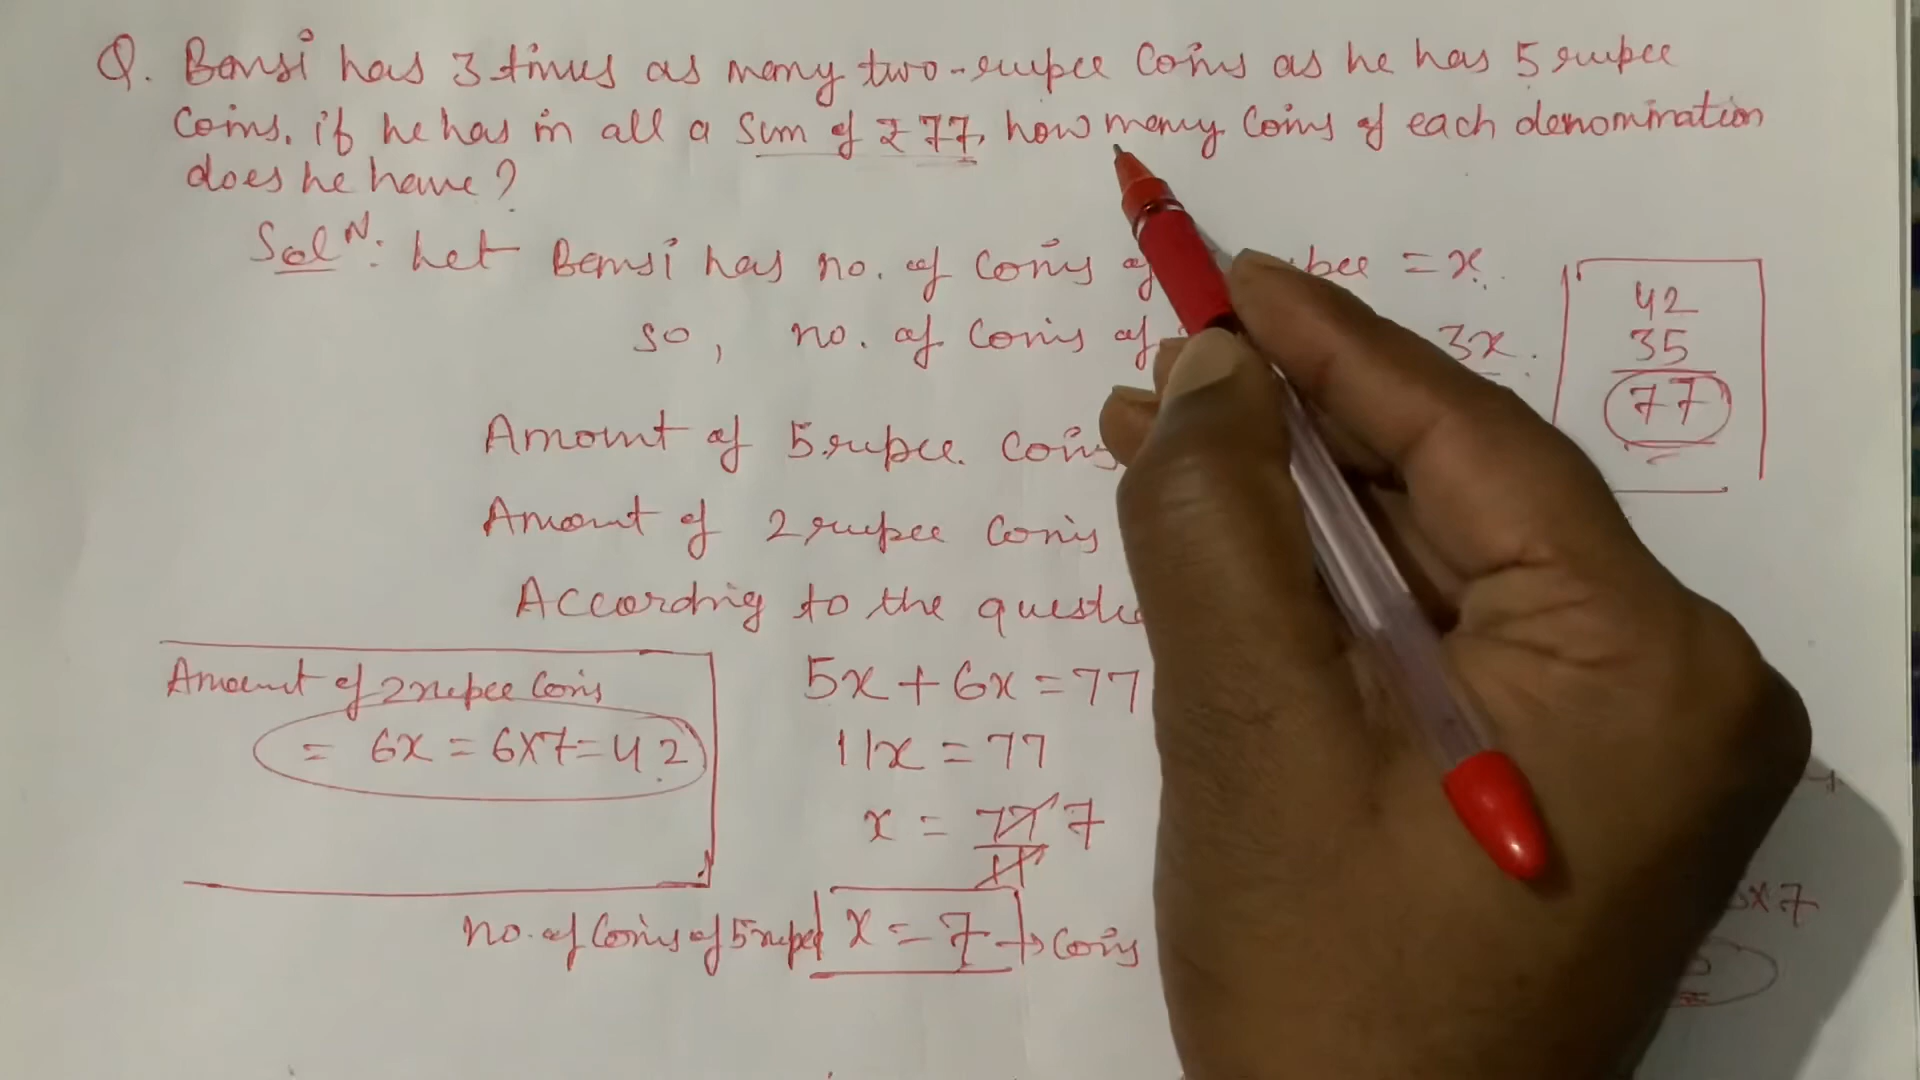 Q. Bansi has 3 times as many two-rupee coins as he has 5 rupee
coins. if he has in all a sum of ₹77, how many coins of each denomination
does he have?
Solᴺ: Let Bansi has no. of coins of = x.
so, no. of coins of 3x.
Amount of 5 rupee coins
Amount of 2 rupee coins
According to the
5x + 6x = 77
11x = 77
x = 77/11 7
no. of coins of 5 rupee x = 7 → coins
Amount of 2 rupee coins
= 6x = 6x7 = 42
42
35
77
x7